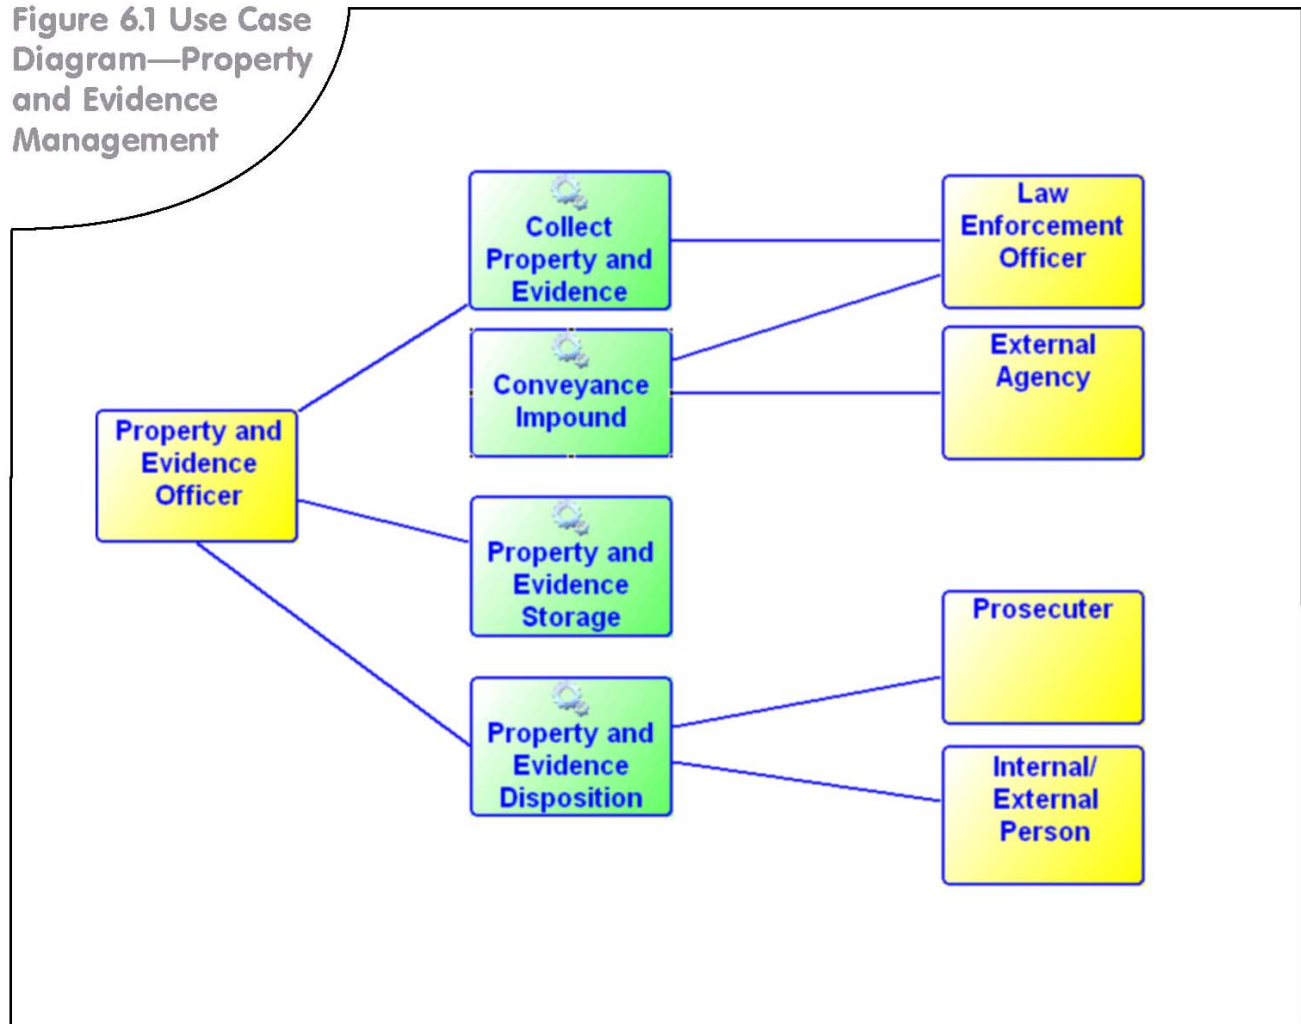 Figure 6.1 Use Case
Diagram—Property
and Evidence
Management
Collect
Property and
Evidence
Law
Enforcement
Officer
Conveyance
Impound
External
Agency
Property and
Evidence
Officer
Property and
Evidence
Storage
Prosecuter
Property and
Evidence
Disposition
Internal/
External
Person